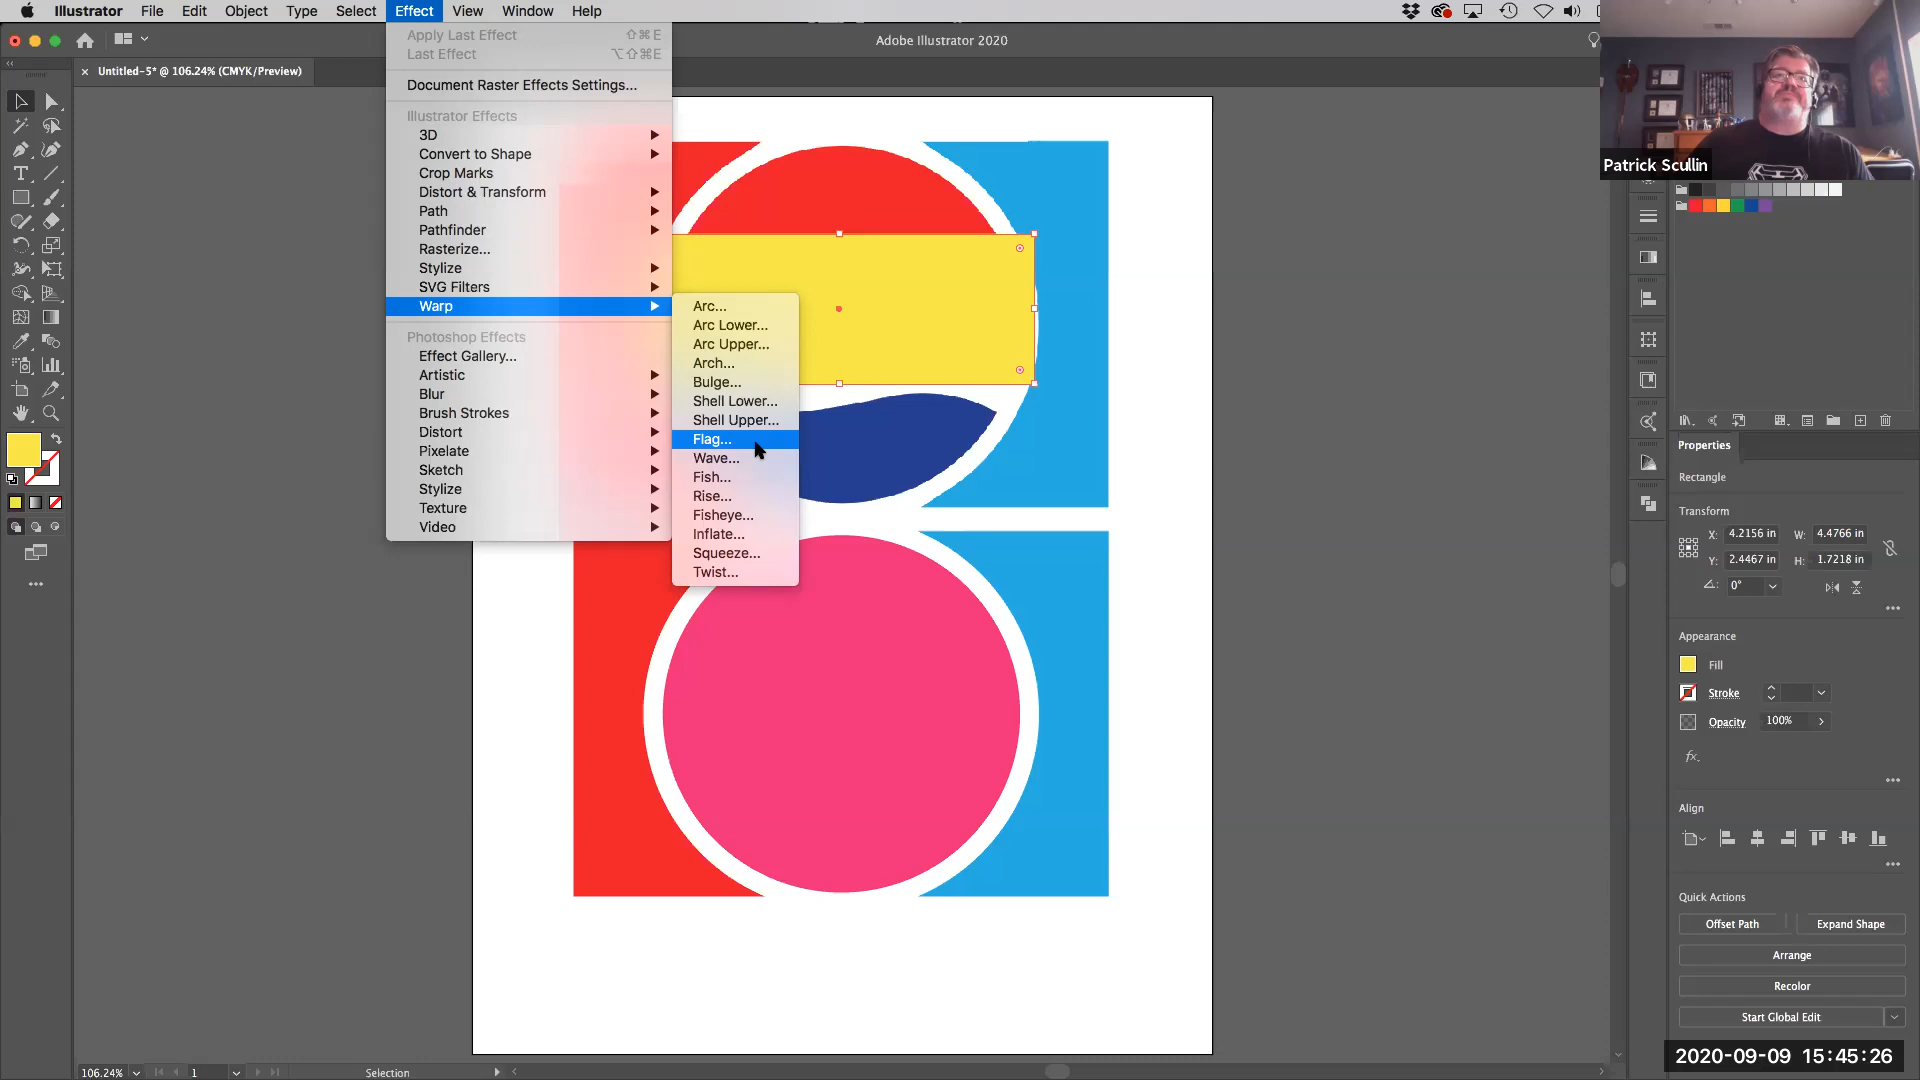 Illustrator File Edit Object Type Select Effect View Window Help
Adobe Illustrator 2020
× Untitled-5* @ 106.24% (CMYK/Preview)
Apply Last Effect ⇧⌘E
Last Effect ⌥⇧⌘E
Document Raster Effects Settings...
Illustrator Effects
3D
Convert to Shape
Crop Marks
Distort & Transform
Path
Pathfinder
Rasterize...
Stylize
SVG Filters
Warp
Photoshop Effects
Effect Gallery...
Artistic
Blur
Brush Strokes
Distort
Pixelate
Sketch
Stylize
Texture
Video
Arc...
Arc Lower...
Arc Upper...
Arch...
Bulge...
Shell Lower...
Shell Upper...
Flag...
Wave...
Fish...
Rise...
Fisheye...
Inflate...
Squeeze...
Twist...
Patrick Scullin
Properties
Rectangle
Transform
X: 4.2156 in W: 4.4766 in
Y: 2.4467 in H: 1.7218 in
0°
Appearance
Fill
Stroke
Opacity 100%
fx.
Align
Quick Actions
Offset Path Expand Shape
Arrange
Recolor
Start Global Edit
2020-09-09 15:45:26
106.24% 1 Selection